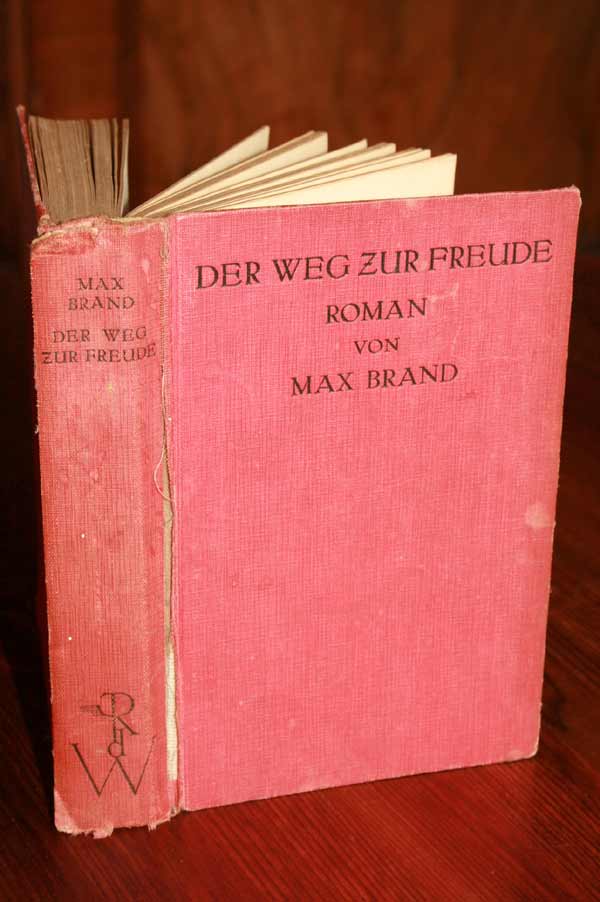 MAX
BRAND
DER WEG
ZUR FREUDE
DER WEG ZUR FREUDE
ROMAN
VON
MAX BRAND